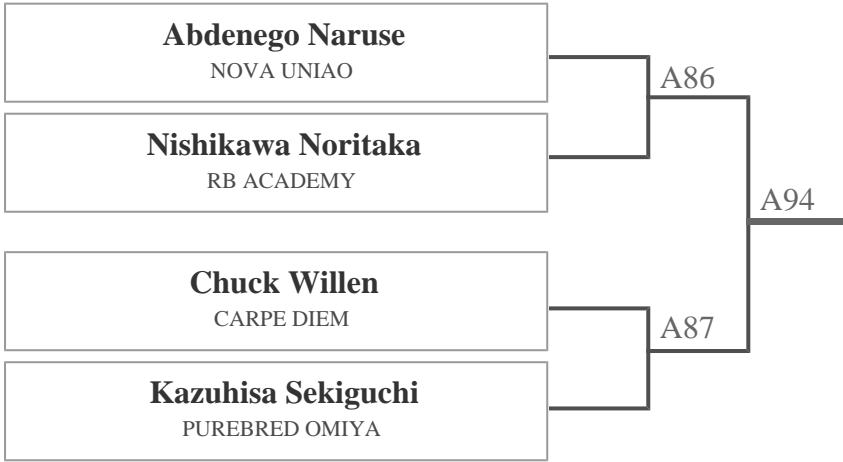 Abdenego Naruse
NOVA UNIAO
A86
Nishikawa Noritaka
RB ACADEMY
A94
Chuck Willen
CARPE DIEM
A87
Kazuhisa Sekiguchi
PUREBRED OMIYA